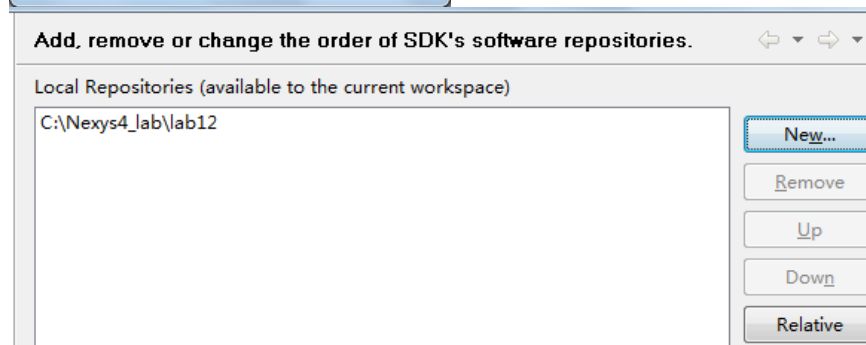 Add, remove or change the order of SDK's software repositories.
Local Repositories (available to the current workspace)
C:\Nexys4_lab\lab12
New...
Remove
Up
Down
Relative